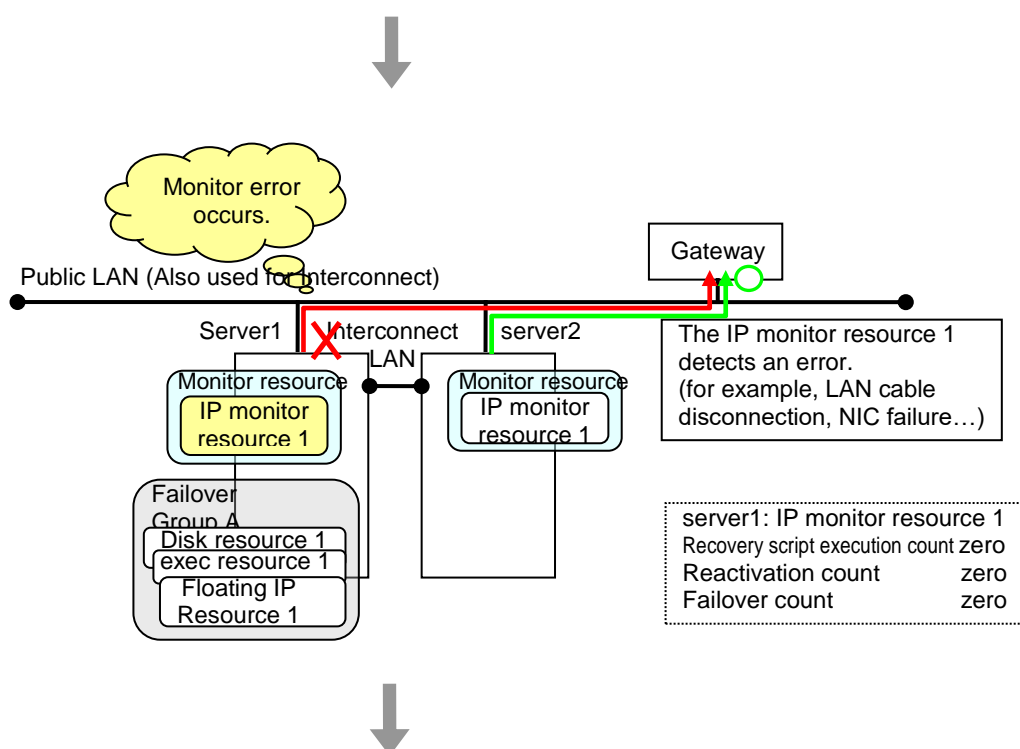 Monitor error
occurs.
Gateway
Public LAN (Also used for Interconnect)
Server1
Interconnect
LAN
server2
The IP monitor resource 1
detects an error.
(for example, LAN cable
disconnection, NIC failure…)
Monitor resource
IP monitor
resource 1
Monitor resource
IP monitor
resource 1
Failover
Group A
Disk resource 1
exec resource 1
Floating IP
Resource 1
server1: IP monitor resource 1
Recovery script execution count zero
Reactivation count zero
Failover count zero